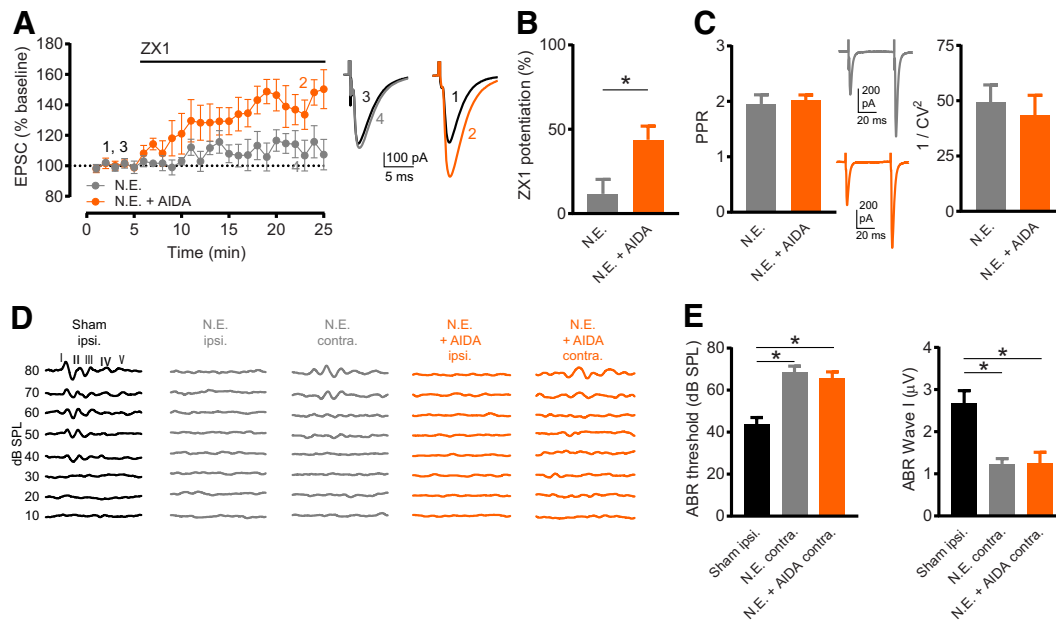 A
ZX1
EPSC (% baseline)
180
160
140
120
100
80
1, 3
2
4
N.E.
N.E. + AIDA
0
5
10
15
20
25
Time (min)
3
4
1
2
100 pA
5 ms
B
ZX1 potentiation (%)
100
50
0
*
N.E.
N.E. + AIDA
C
PPR
3
2
1
0
N.E.
N.E. + AIDA
200
pA
20 ms
200
pA
20 ms
1 / CV²
75
50
25
0
N.E.
N.E. + AIDA
D
Sham
ipsi.
N.E.
ipsi.
N.E.
contra.
N.E.
+ AIDA
ipsi.
N.E.
+ AIDA
contra.
I II III IV V
dB SPL
80
70
60
50
40
30
20
10
E
ABR threshold (dB SPL)
80
60
40
20
0
*
*
Sham ipsi.
N.E. contra.
N.E. + AIDA contra.
ABR Wave I (µV)
4
3
2
1
0
*
*
Sham ipsi.
N.E. contra.
N.E. + AIDA contra.